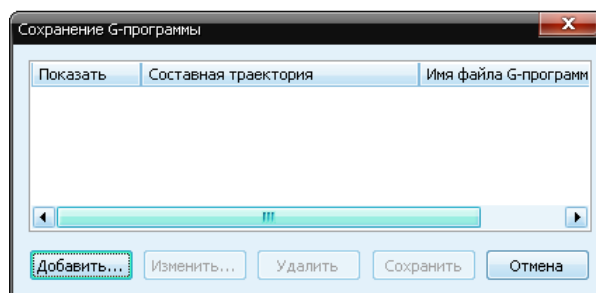 Сохранение G-программы
Показать Составная траектория Имя файла G-программ
Добавить... Изменить... Удалить Сохранить Отмена